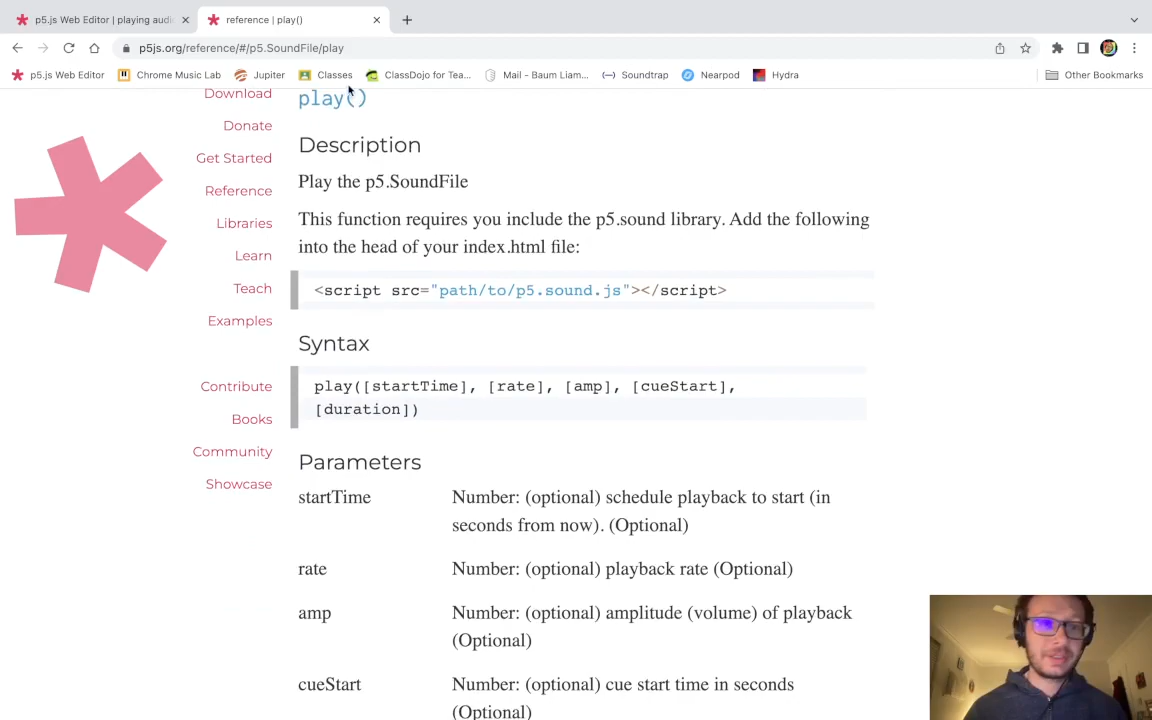 p5.js Web Editor | playing audi
reference | play()
p5js.org/reference/#/p5.SoundFile/play
p5.js Web Editor
Chrome Music Lab
Jupiter
Classes
ClassDojo for Tea...
Mail - Baum Liam...
Soundtrap
Nearpod
Hydra
Other Bookmarks
Download
Donate
Get Started
Reference
Libraries
Learn
Teach
Examples
Contribute
Books
Community
Showcase
play()
Description
Play the p5.SoundFile
This function requires you include the p5.sound library. Add the following
into the head of your index.html file:
<script src="path/to/p5.sound.js"></script>
Syntax
play([startTime], [rate], [amp], [cueStart],
[duration])
Parameters
startTime Number: (optional) schedule playback to start (in
seconds from now). (Optional)
rate Number: (optional) playback rate (Optional)
amp Number: (optional) amplitude (volume) of playback
(Optional)
cueStart Number: (optional) cue start time in seconds
(Optional)